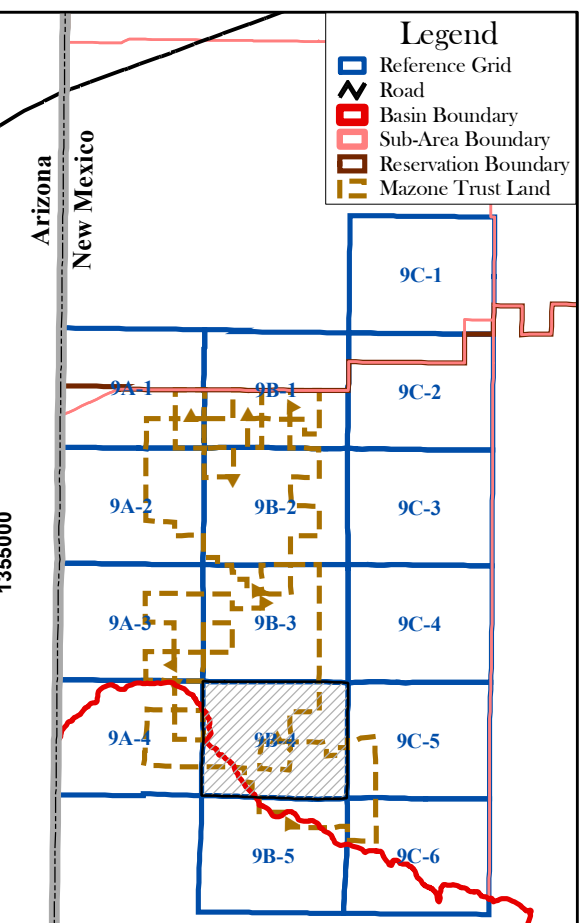 Legend
Reference Grid
Road
Basin Boundary
Sub-Area Boundary
Reservation Boundary
Mazone Trust Land
Arizona
New Mexico
9C-1
9A-1
9B-1
9C-2
9A-2
9B-2
9C-3
1355000
9A-3
9B-3
9C-4
9A-4
9B-4
9C-5
9B-5
9C-6